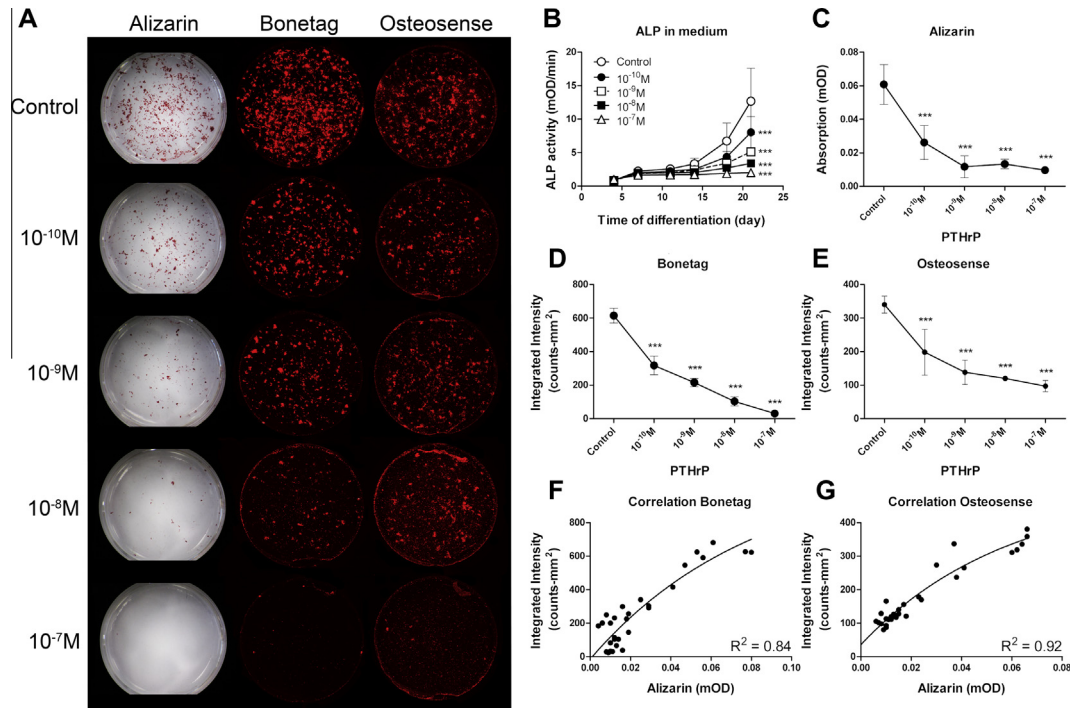 A
Alizarin Bonetag Osteosense
Control
10⁻¹⁰M
10⁻⁹M
10⁻⁸M
10⁻⁷M
B
ALP in medium
ALP activity (mOD/min)
20
15
10
5
0
Control
10⁻¹⁰M
10⁻⁹M
10⁻⁸M
10⁻⁷M
***
***
***
***
0 5 10 15 20 25
Time of differentiation (day)
C
Alizarin
Absorption (mOD)
0.08
0.06
0.04
0.02
0.00
*** *** *** ***
Control 10⁻¹⁰M 10⁻⁹M 10⁻⁸M 10⁻⁷M
PTHrP
D
Bonetag
Integrated Intensity
(counts-mm²)
800
600
400
200
0
*** *** *** ***
Control 10⁻¹⁰M 10⁻⁹M 10⁻⁸M 10⁻⁷M
PTHrP
E
Osteosense
Integrated Intensity
(counts-mm²)
400
300
200
100
0
*** *** *** ***
Control 10⁻¹⁰M 10⁻⁹M 10⁻⁸M 10⁻⁷M
PTHrP
F
Correlation Bonetag
Integrated Intensity
(counts-mm²)
800
600
400
200
0
R² = 0.84
0.00 0.02 0.04 0.06 0.08 0.10
Alizarin (mOD)
G
Correlation Osteosense
Integrated Intensity
(counts-mm²)
400
300
200
100
0
R² = 0.92
0.00 0.02 0.04 0.06 0.08
Alizarin (mOD)